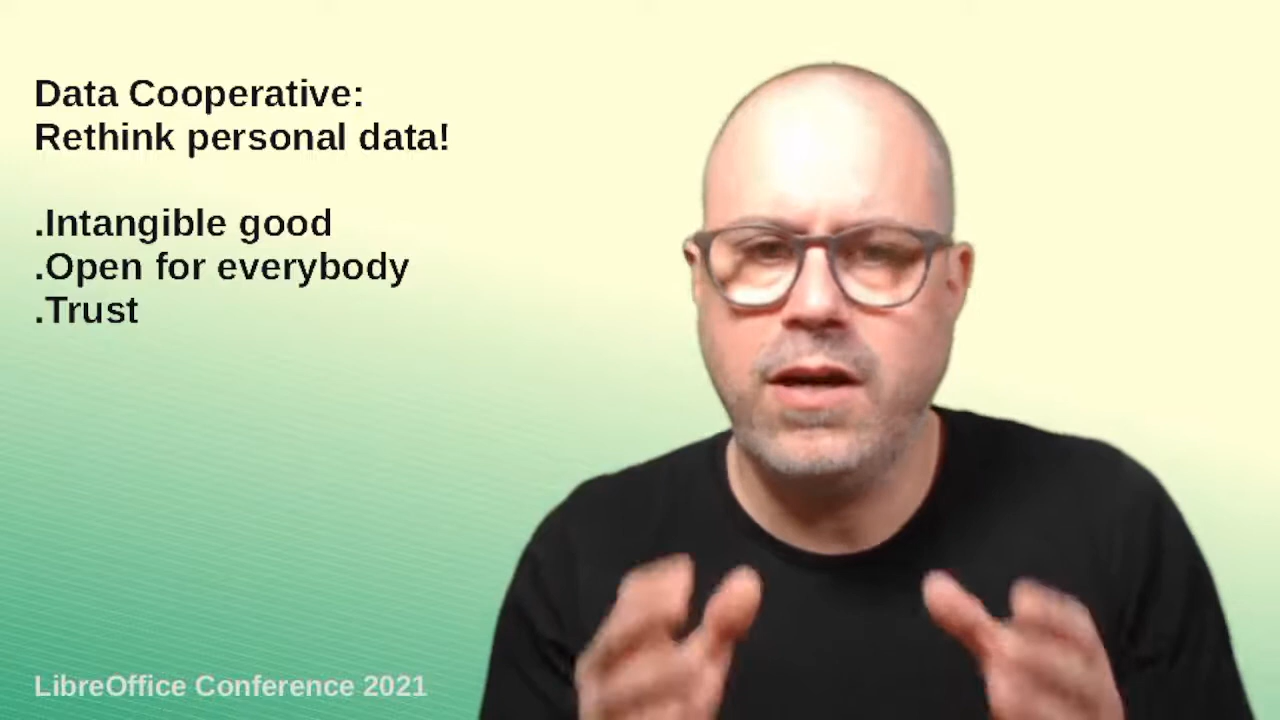 Data Cooperative:
Rethink personal data!
.Intangible good
.Open for everybody
.Trust
LibreOffice Conference 2021